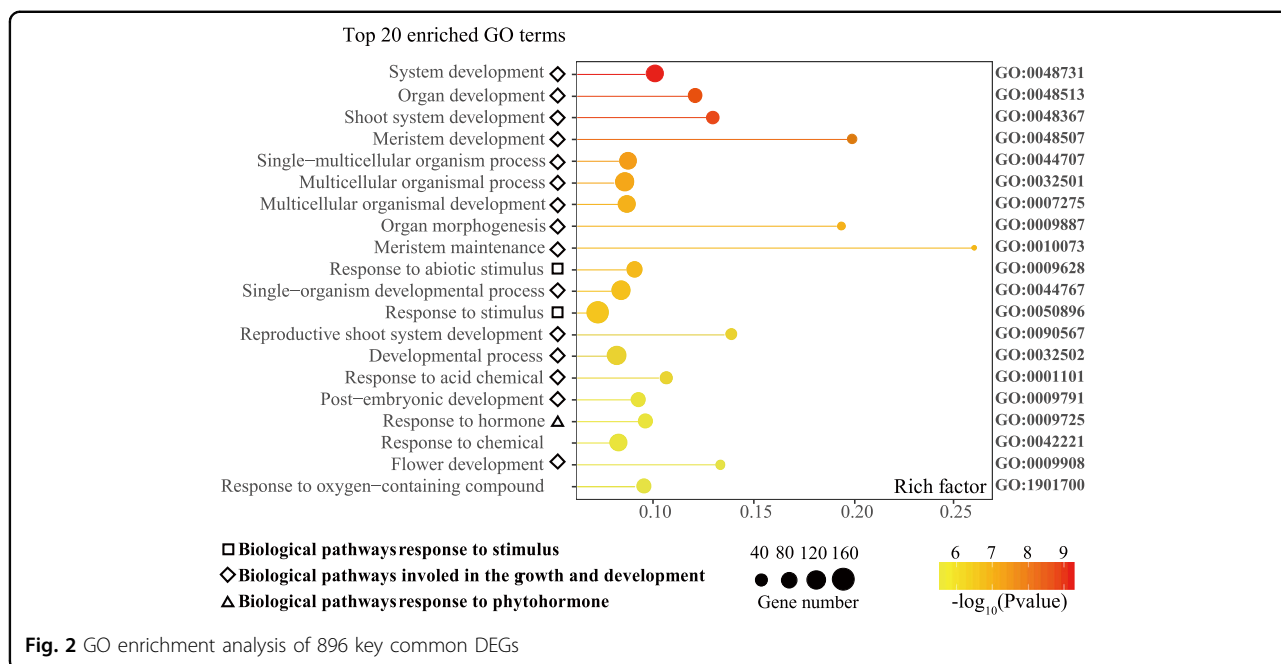 Top 20 enriched GO terms
System development GO:0048731
Organ development GO:0048513
Shoot system development GO:0048367
Meristem development GO:0048507
Single−multicellular organism process GO:0044707
Multicellular organismal process GO:0032501
Multicellular organismal development GO:0007275
Organ morphogenesis GO:0009887
Meristem maintenance GO:0010073
Response to abiotic stimulus GO:0009628
Single−organism developmental process GO:0044767
Response to stimulus GO:0050896
Reproductive shoot system development GO:0090567
Developmental process GO:0032502
Response to acid chemical GO:0001101
Post−embryonic development GO:0009791
Response to hormone GO:0009725
Response to chemical GO:0042221
Flower development GO:0009908
Response to oxygen−containing compound Rich factor GO:1901700
0.10 0.15 0.20 0.25
Biological pathways response to stimulus
Biological pathways involed in the growth and development
Biological pathways response to phytohormone
40 80 120 160
Gene number
6 7 8 9
-log10(Pvalue)
Fig. 2 GO enrichment analysis of 896 key common DEGs